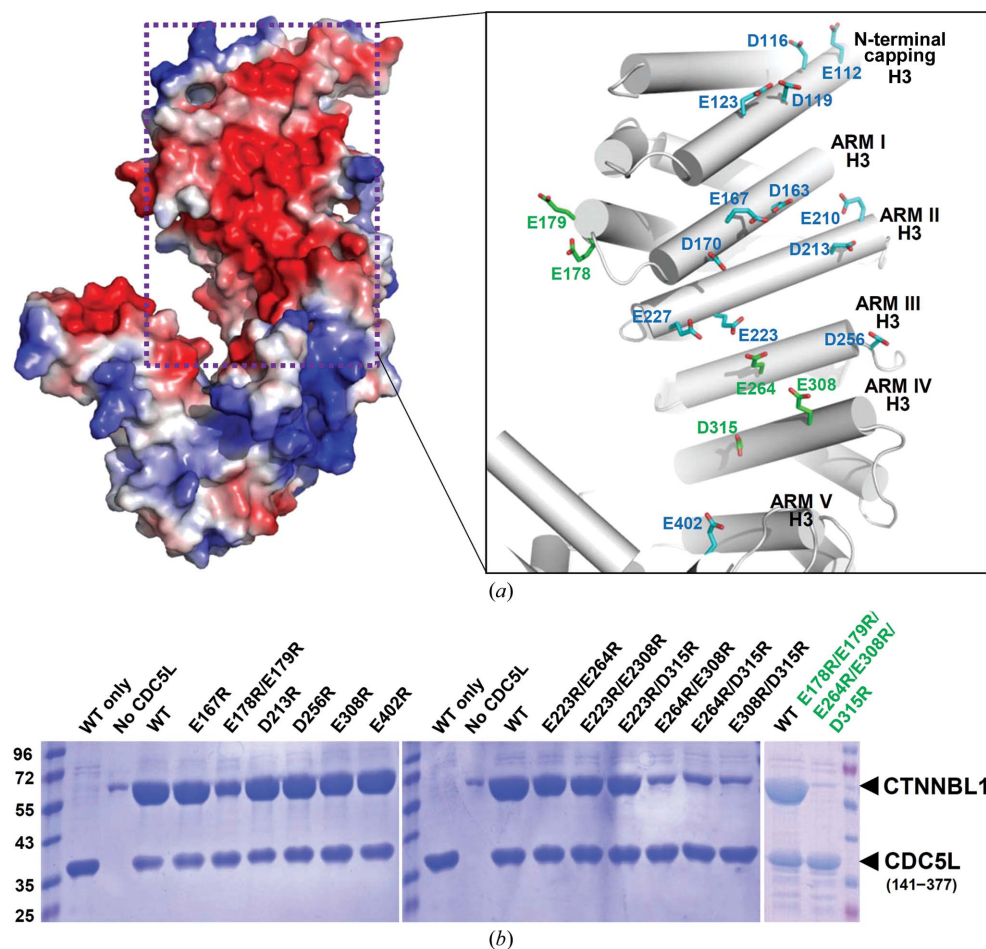 (a)
D116
N-terminal
capping
H3
E112
E123
D119
ARM I
H3
E167
D163
E179
E210
ARM II
H3
D170
D213
E178
E227
E223
ARM III
H3
D256
E264
E308
ARM IV
H3
D315
ARM V
H3
E402
(a)
WT only
No CDC5L
WT
E167R
E178R/E179R
D213R
D256R
E308R
E402R
WT only
No CDC5L
WT
E223R/E264R
E223R/E2308R
E223R/D315R
E264R/E308R
E264R/D315R
E308R/D315R
WT
E178R/E179R/
E264R/E308R/
D315R
96
72
55
43
35
25
CTNNBL1
CDC5L
(141–377)
(b)